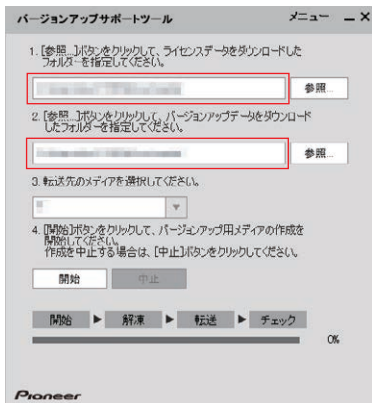 バージョンアップサポートツール メニュー
1. [参照...]ボタンをクリックして、ライセンスデータをダウンロードした
フォルダーを指定してください。
参照...
2. [参照...]ボタンをクリックして、バージョンアップデータをダウンロード
したフォルダーを指定してください。
参照...
3. 転送先のメディアを選択してください。
4. [開始]ボタンをクリックして、バージョンアップ用メディアの作成を
開始してください。
作成を中止する場合は、[中止]ボタンをクリックしてください。
開始 中止
開始 ▶ 解凍 ▶ 転送 ▶ チェック
0%
Pioneer